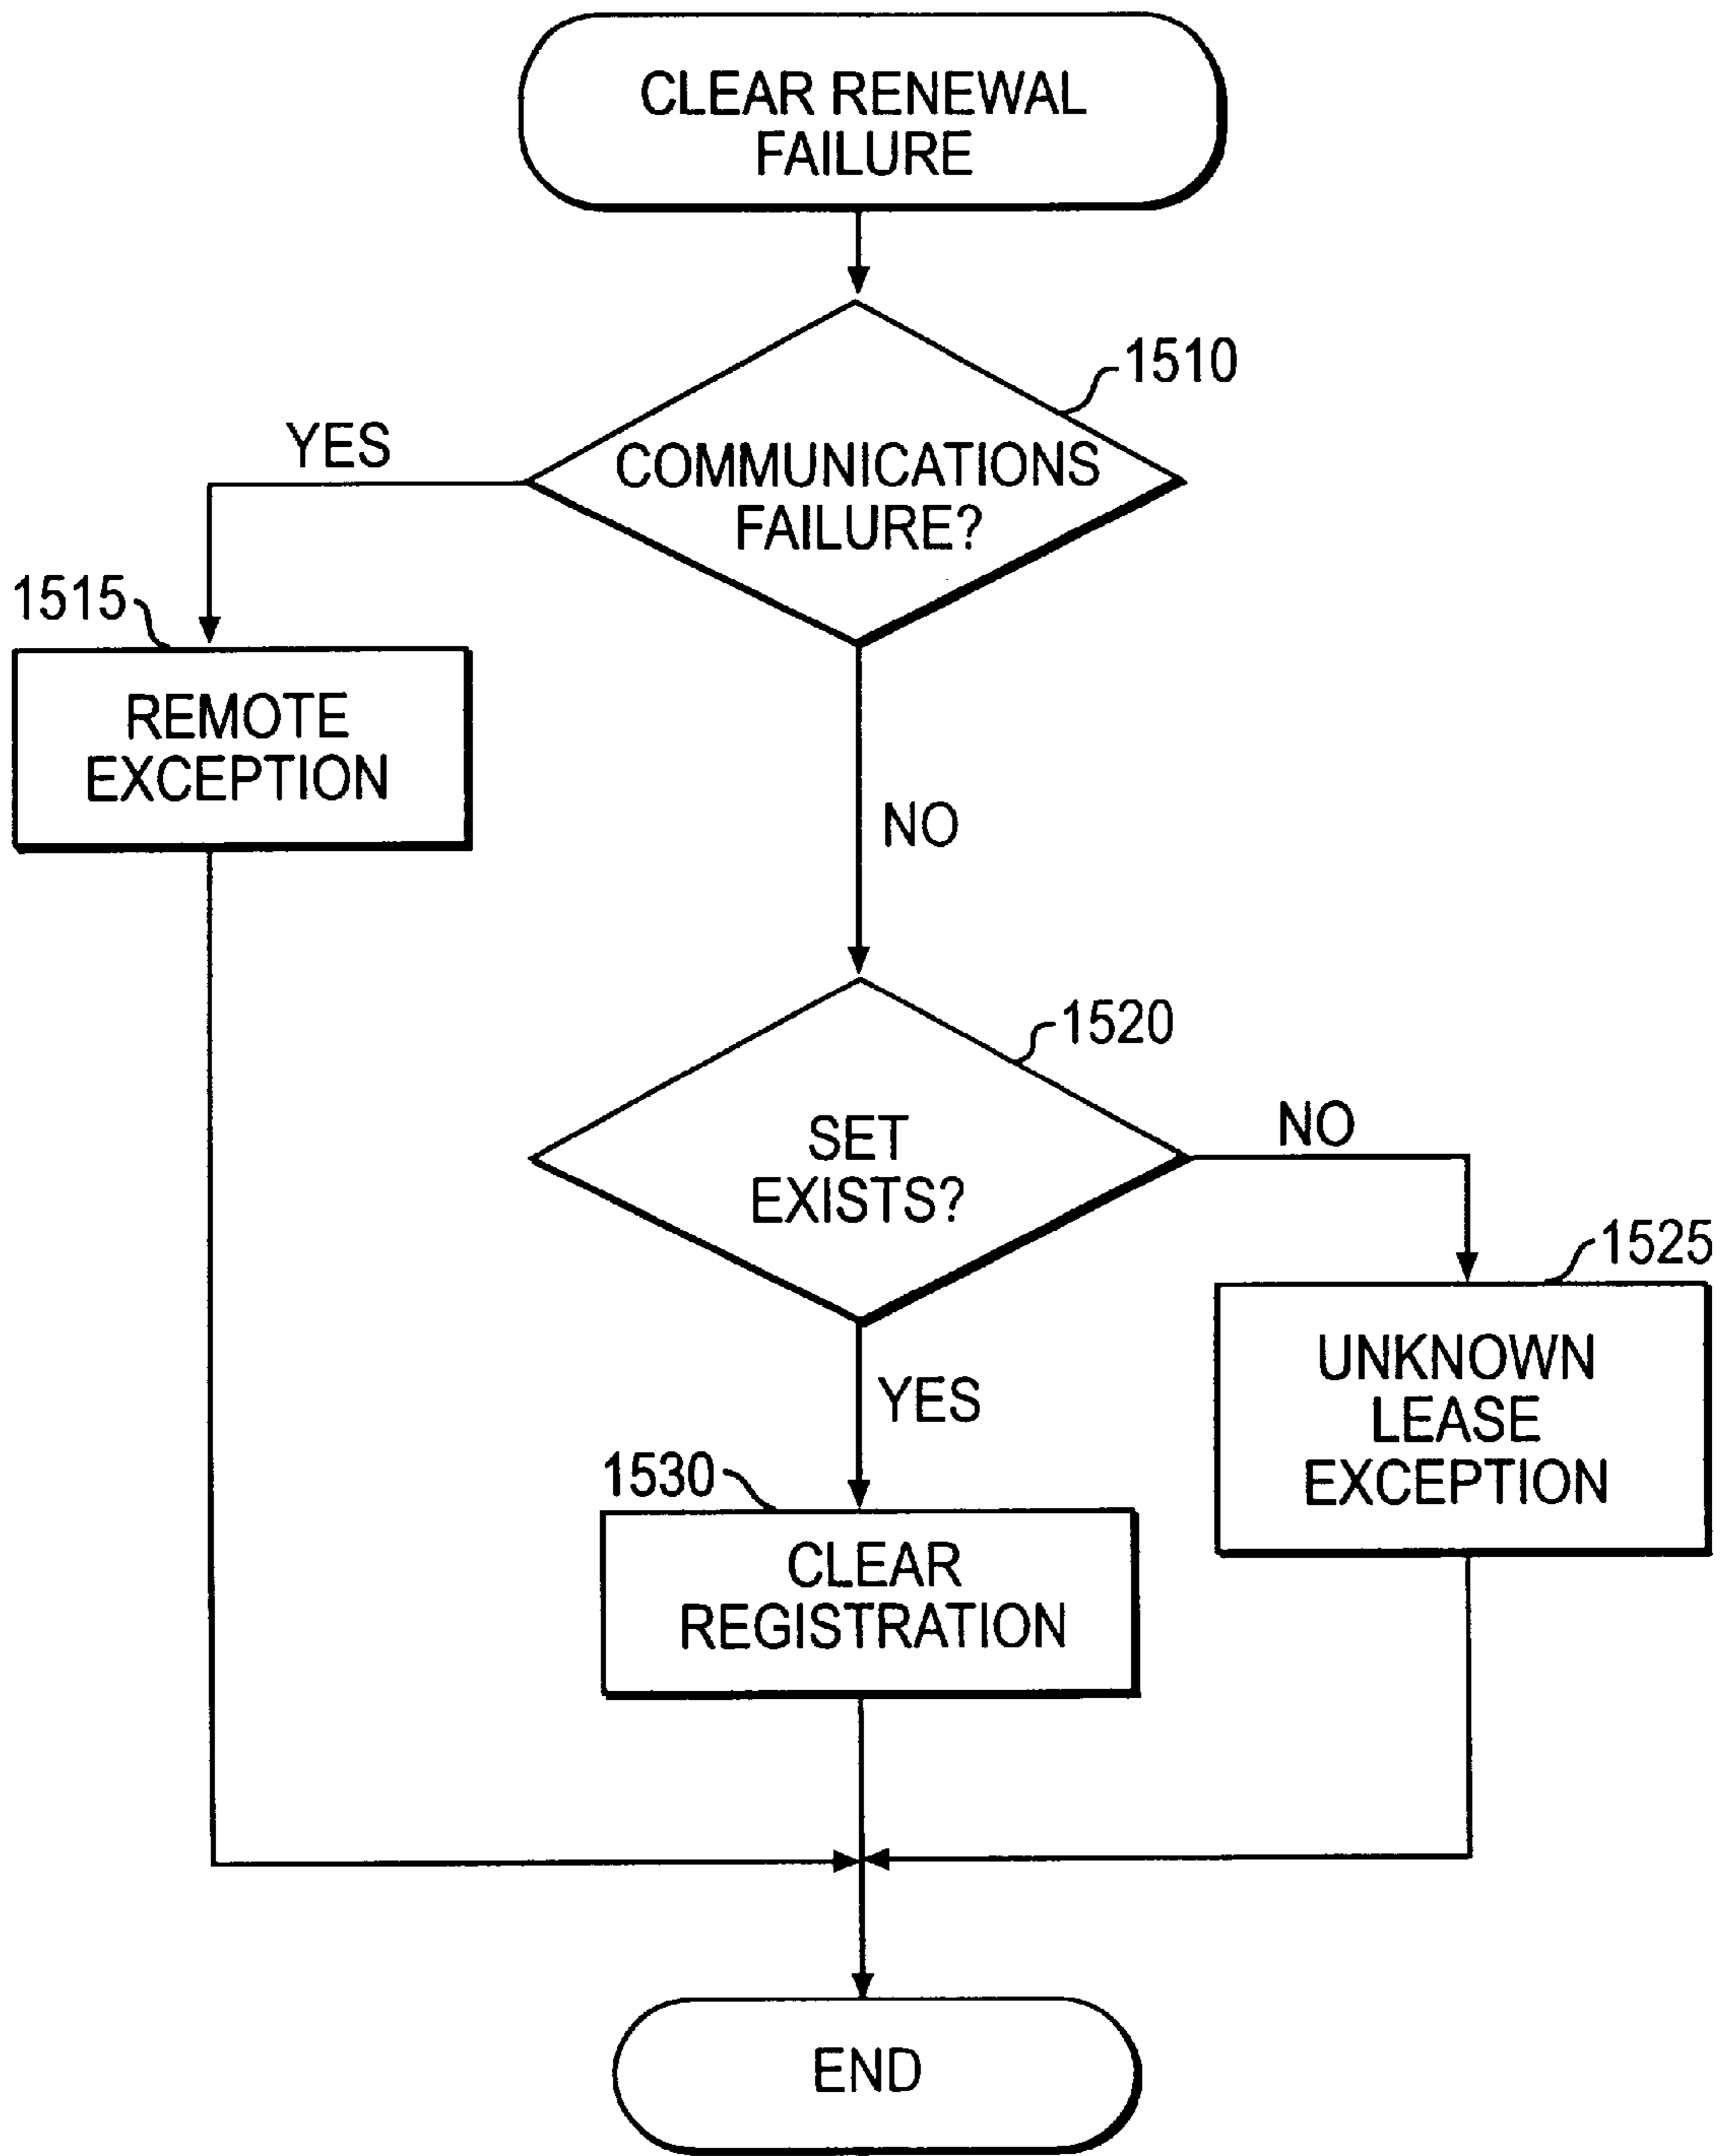 CLEAR RENEWAL
FAILURE
1510
YES
COMMUNICATIONS
FAILURE?
1515
REMOTE
EXCEPTION
NO
1520
SET
EXISTS?
NO
1525
UNKNOWN
LEASE
EXCEPTION
YES
1530
CLEAR
REGISTRATION
END